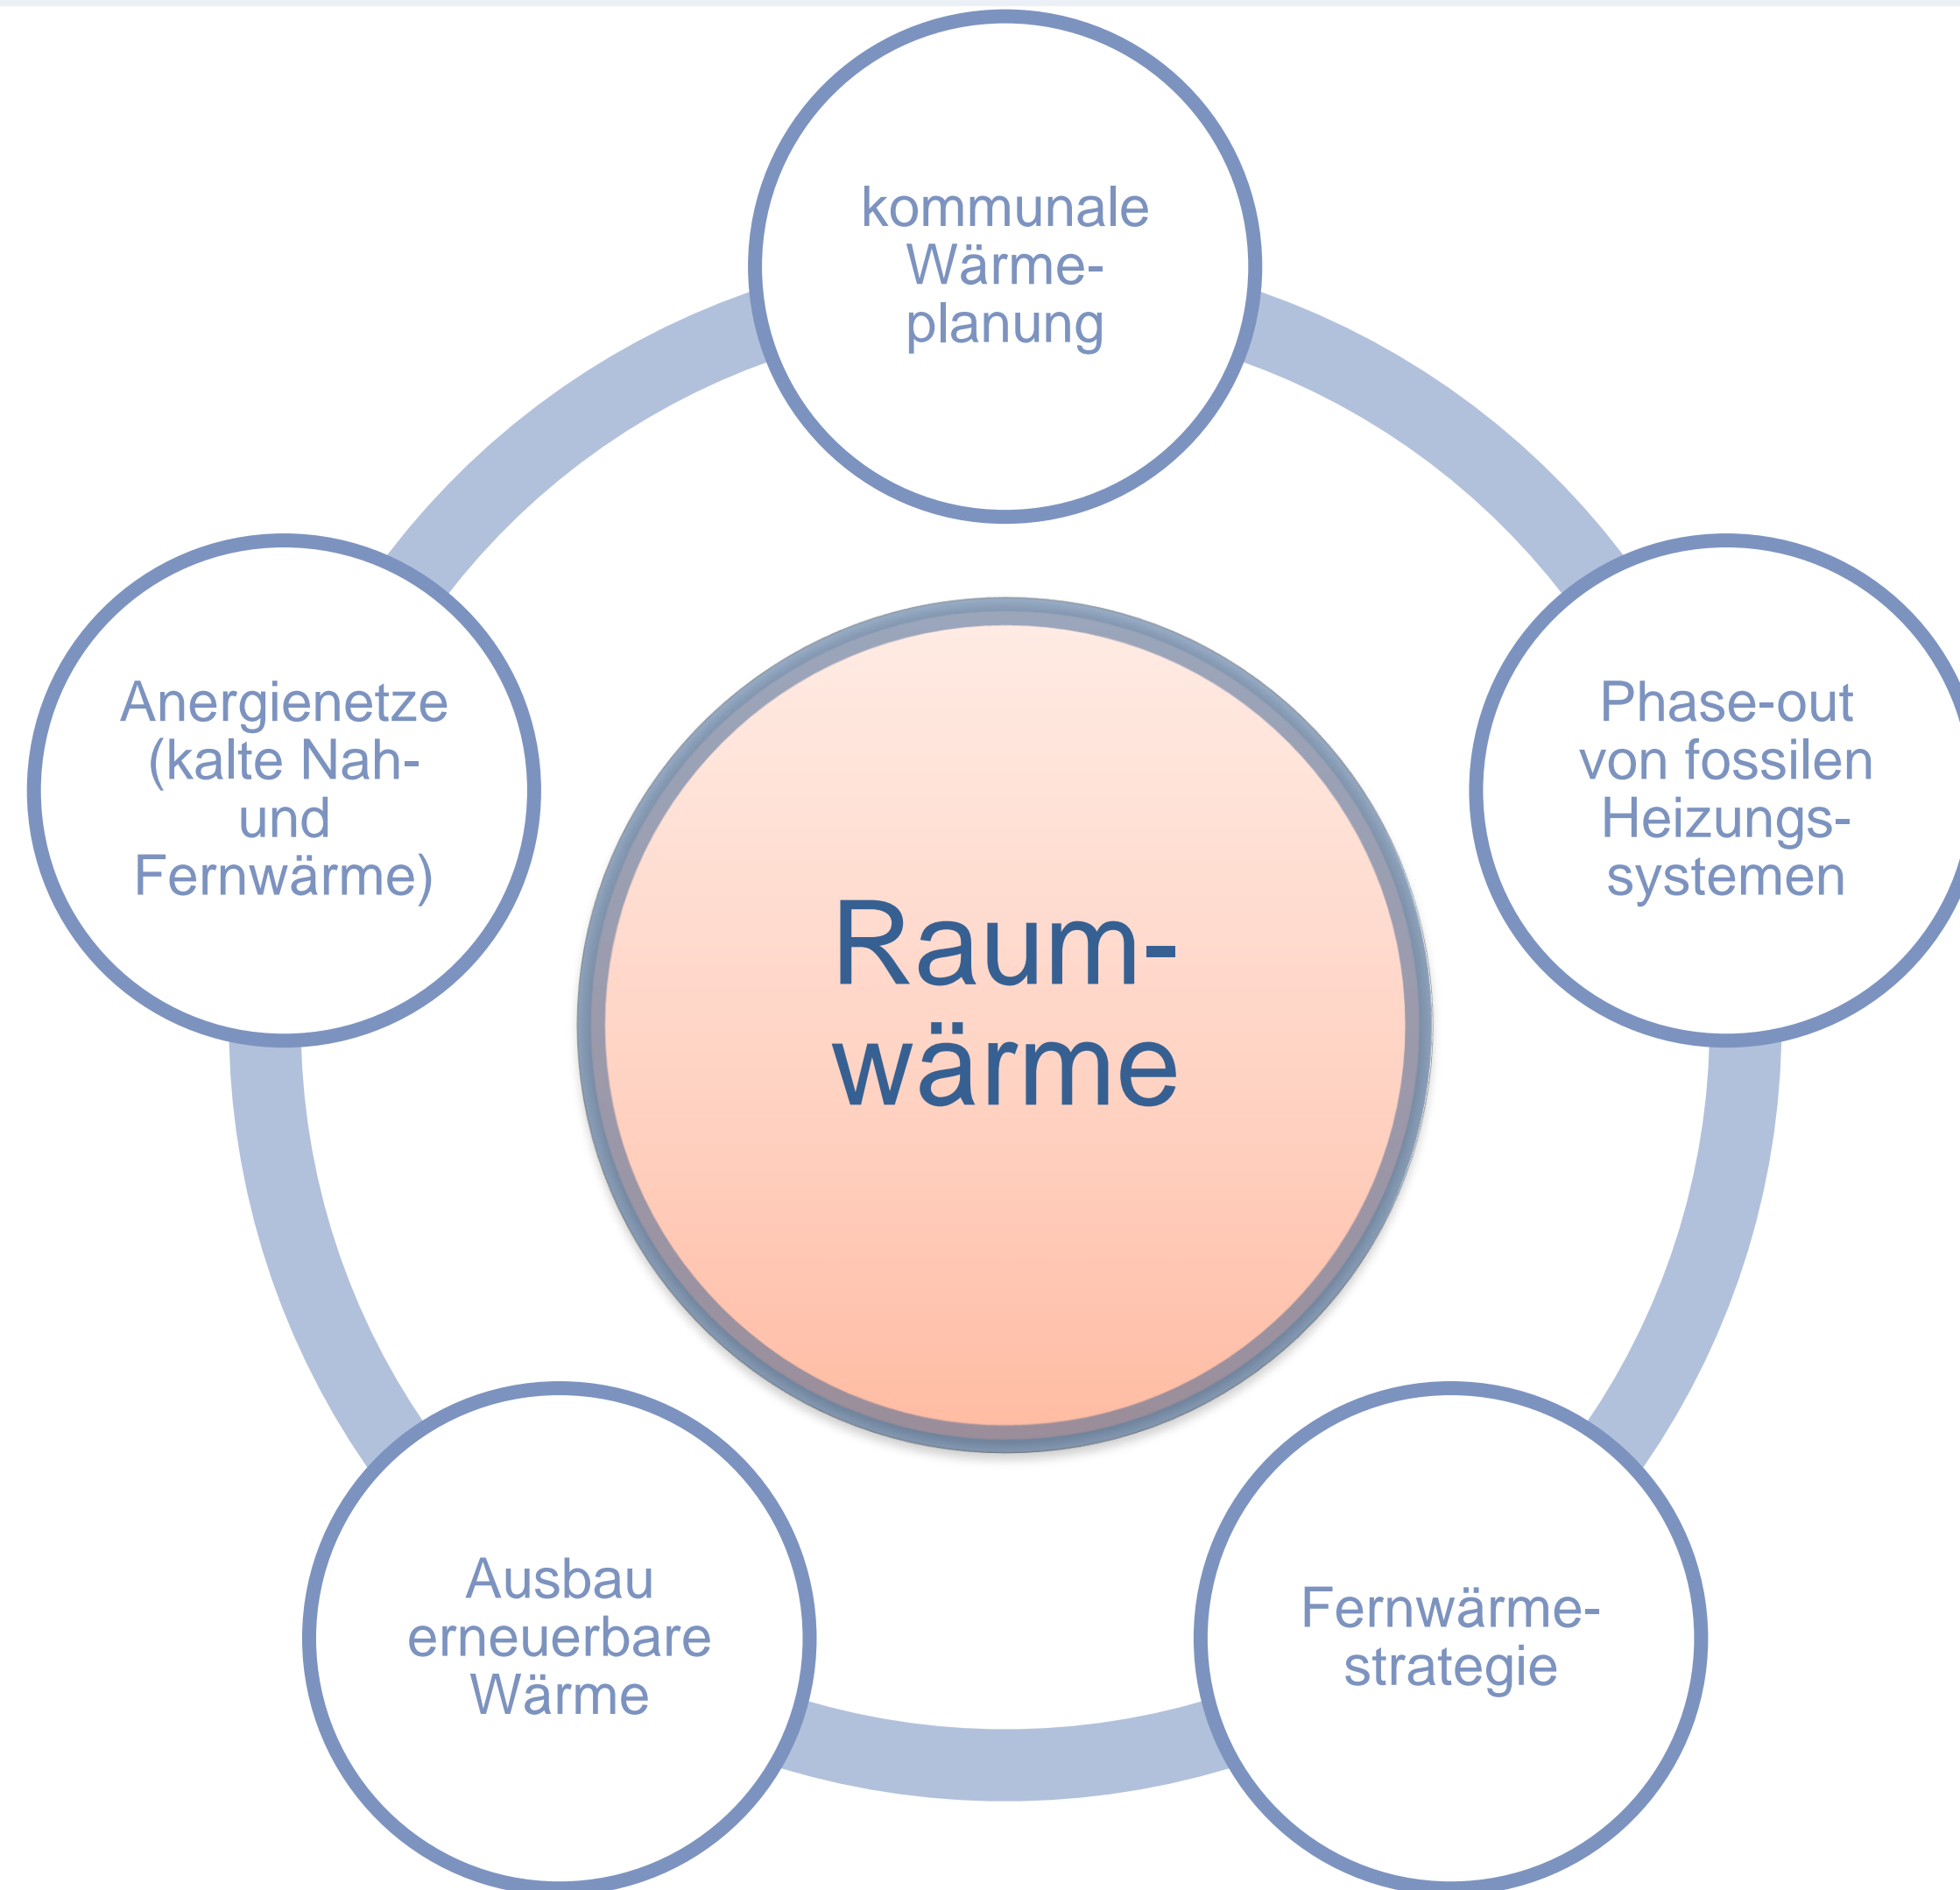 kommunale
Wärme-
planung
Phase-out
von fossilen
Heizungs-
systemen
Fernwärme-
strategie
Ausbau
erneuerbare
Wärme
Anergienetze
(kalte Nah-
und
Fernwärme)
Raum-
wärme